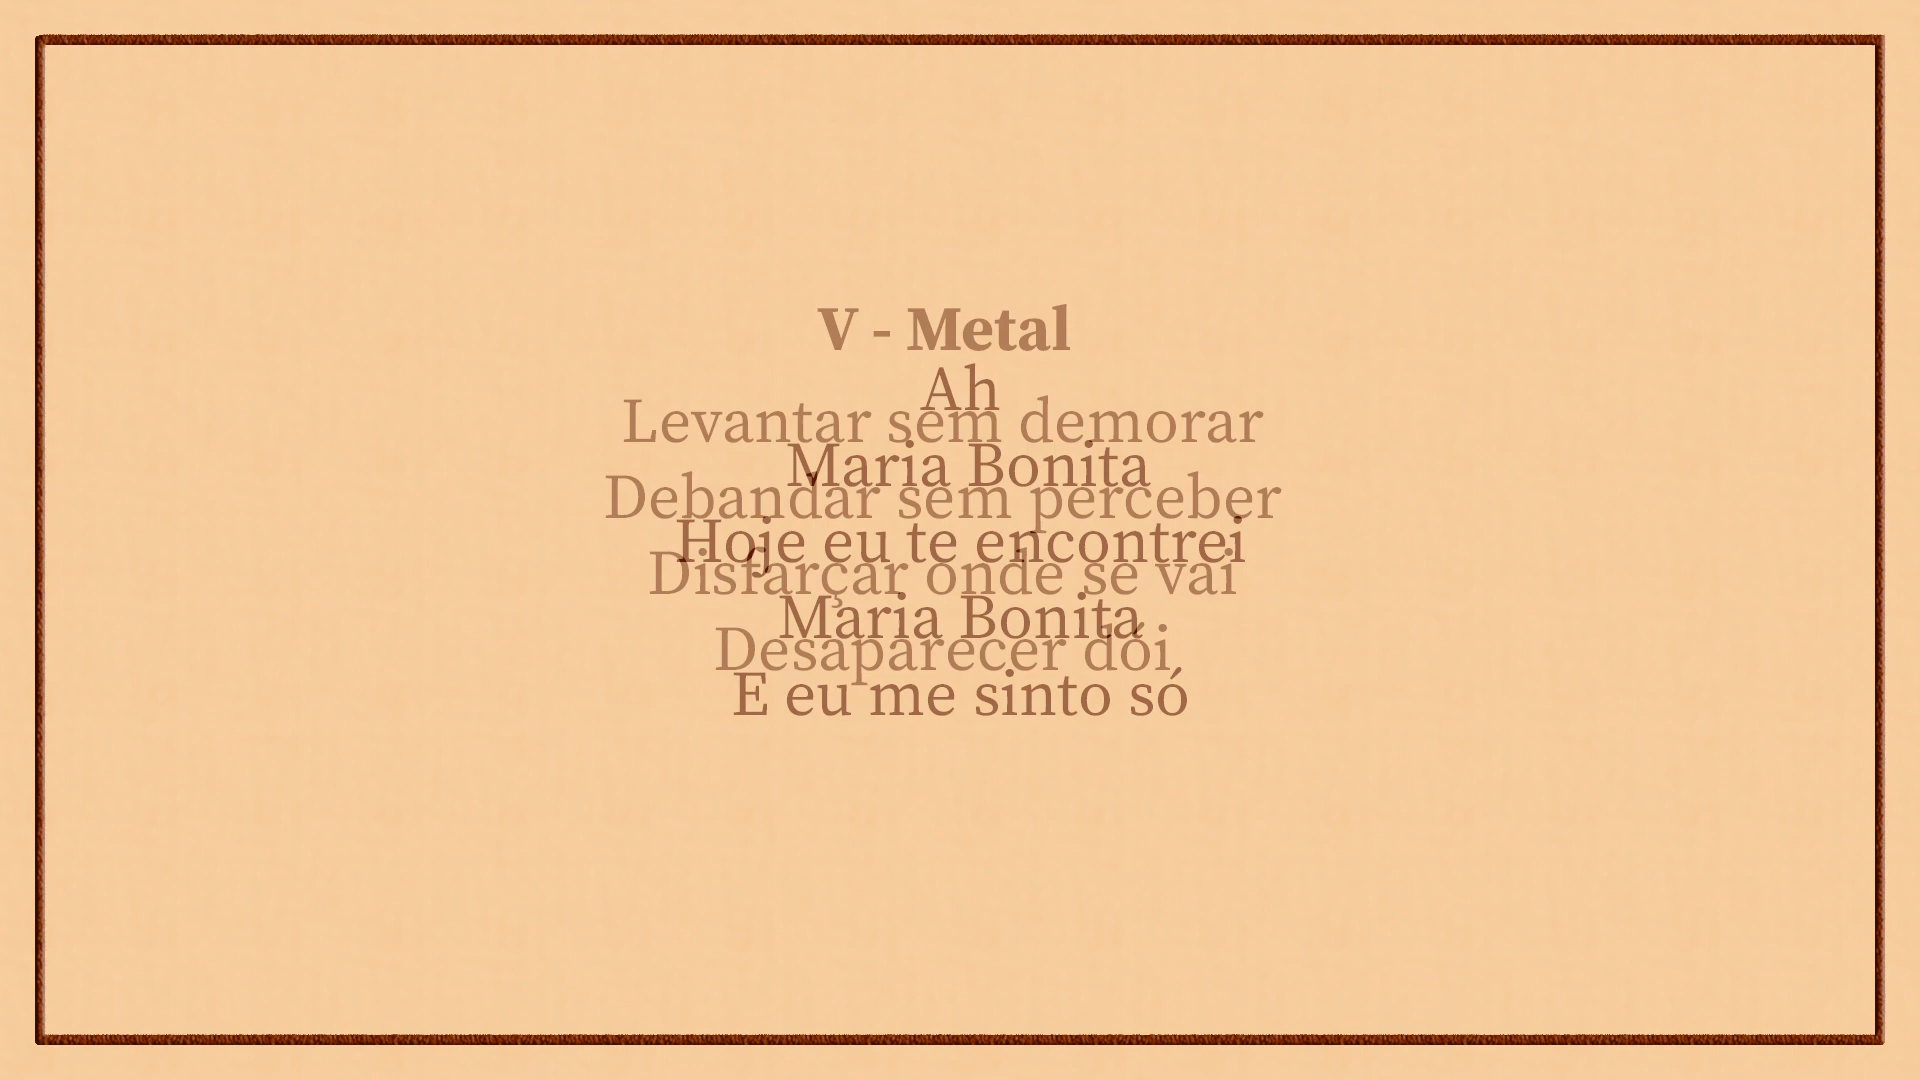 V - Metal
Ah
Levantar sem demorar
Maria Bonita
Debandar sem perceber
Hoje eu te encontrei
Disfarçar onde se vai
Maria Bonita
Desaparecer dói
E eu me sinto só